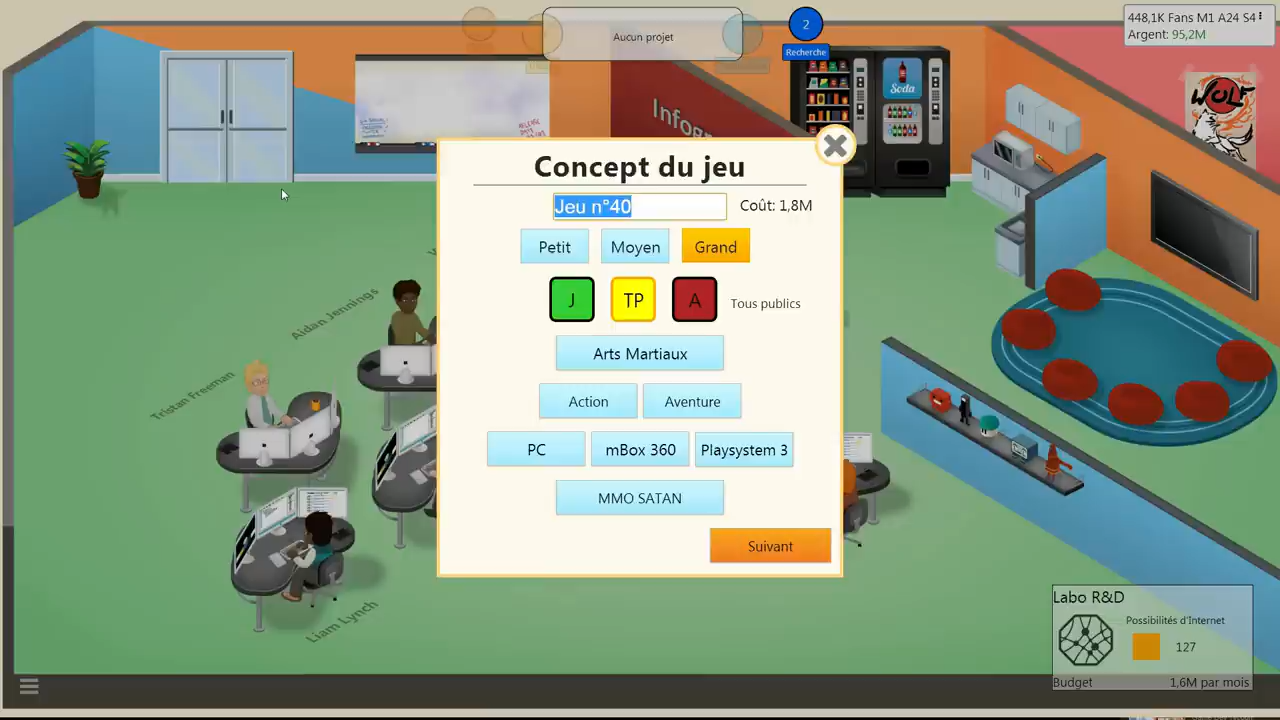 Aucun projet
2
Recherche
448,1K Fans M1 A24 S4
Argent: 95,2M
Soda
WOLF
Infogr
Concept du jeu
Jeu n°40
Coût: 1,8M
Petit
Moyen
Grand
J
TP
A
Tous publics
Arts Martiaux
Action
Aventure
PC
mBox 360
Playsystem 3
MMO SATAN
Suivant
Aidan Jennings
Tristan Freeman
Liam Lynch
Labo R&D
Possibilités d'Internet
127
Budget
1,6M par mois